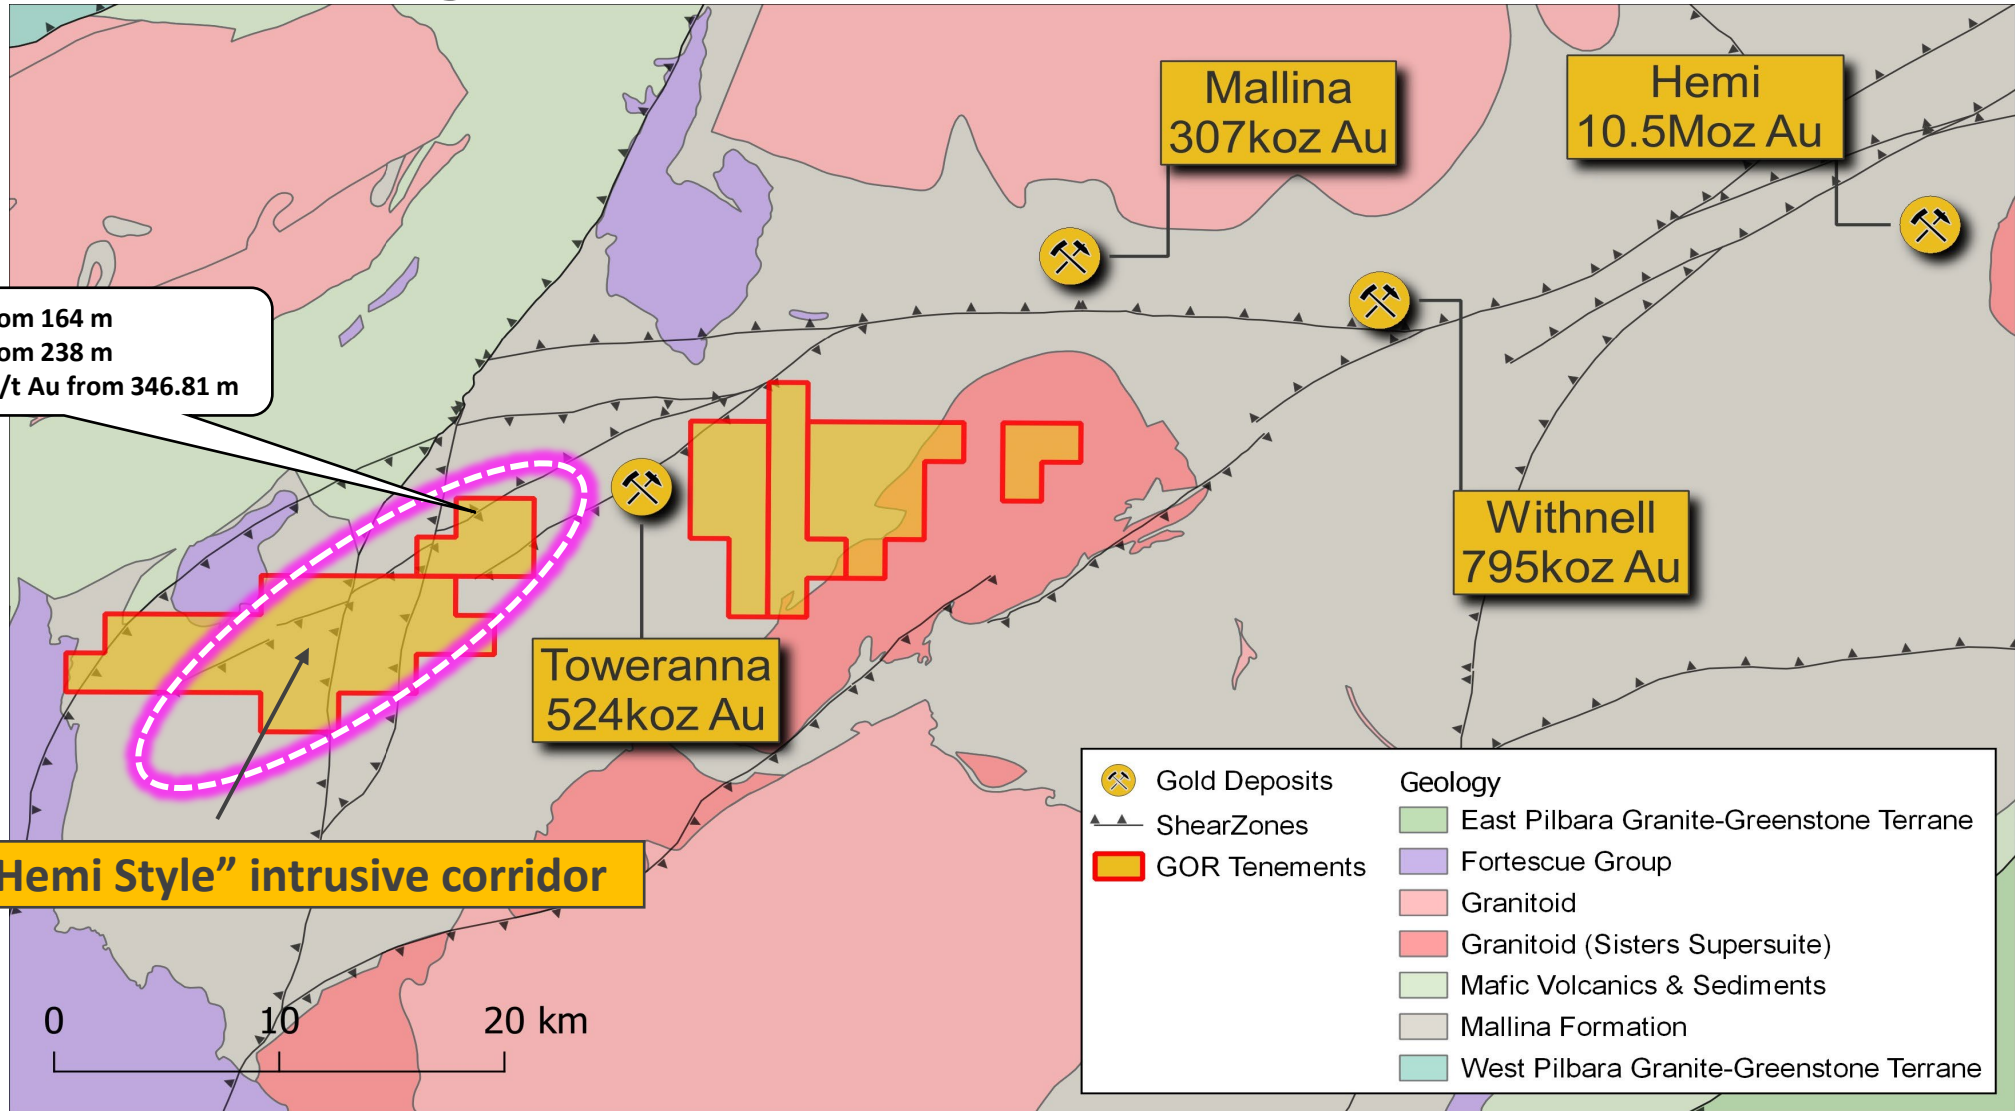 Mallina
307koz Au
Hemi
10.5Moz Au
from 164 m
from 238 m
/t Au from 346.81 m
Withnell
795koz Au
Toweranna
524koz Au
Hemi Style” intrusive corridor
0 10 20 km
Gold Deposits
ShearZones
GOR Tenements
Geology
East Pilbara Granite-Greenstone Terrane
Fortescue Group
Granitoid
Granitoid (Sisters Supersuite)
Mafic Volcanics & Sediments
Mallina Formation
West Pilbara Granite-Greenstone Terrane